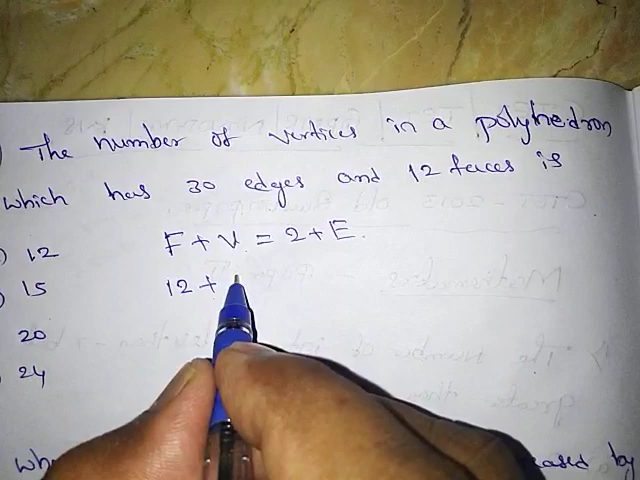 The number of vertices in a polyhedron
which has 30 edges and 12 faces is
) 12
F + V = 2 + E.
) 15
12 +
20
24
by